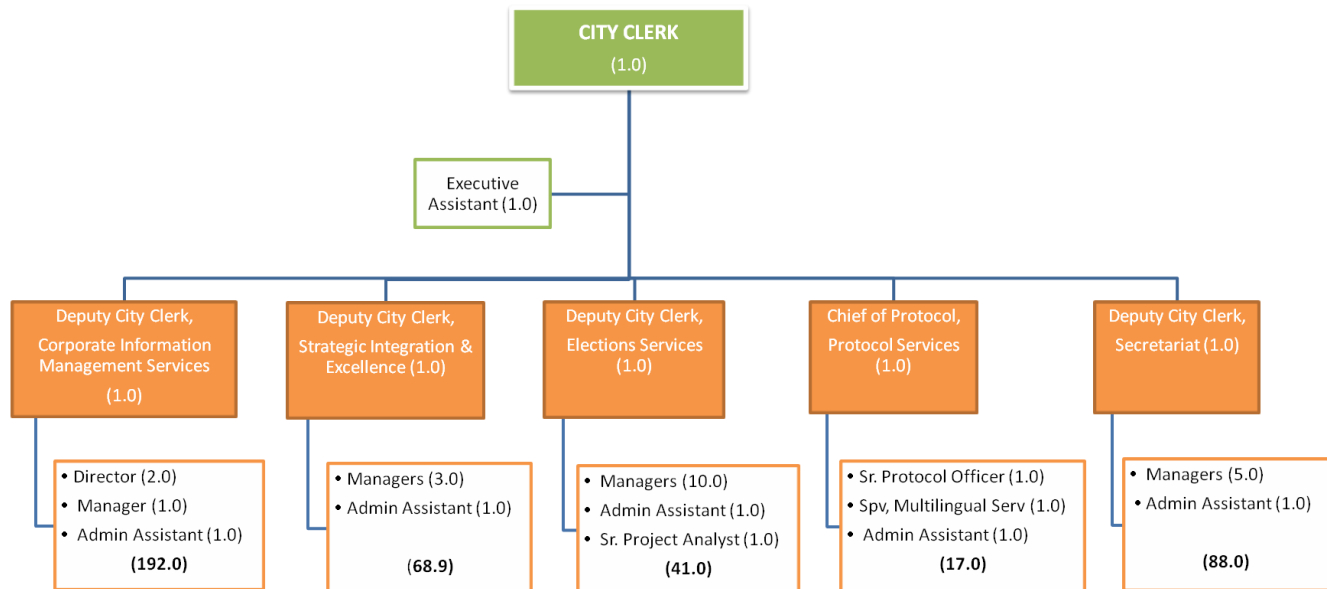 CITY CLERK
(1.0)
Executive
Assistant (1.0)
Deputy City Clerk,
Corporate Information
Management Services
(1.0)
Deputy City Clerk,
Strategic Integration &
Excellence (1.0)
Deputy City Clerk,
Elections Services
(1.0)
Chief of Protocol,
Protocol Services
(1.0)
Deputy City Clerk,
Secretariat (1.0)
• Director (2.0)
• Manager (1.0)
• Admin Assistant (1.0)
(192.0)
• Managers (3.0)
• Admin Assistant (1.0)
(68.9)
• Managers (10.0)
• Admin Assistant (1.0)
• Sr. Project Analyst (1.0)
(41.0)
• Sr. Protocol Officer (1.0)
• Spv, Multilingual Serv (1.0)
• Admin Assistant (1.0)
(17.0)
• Managers (5.0)
• Admin Assistant (1.0)
(88.0)